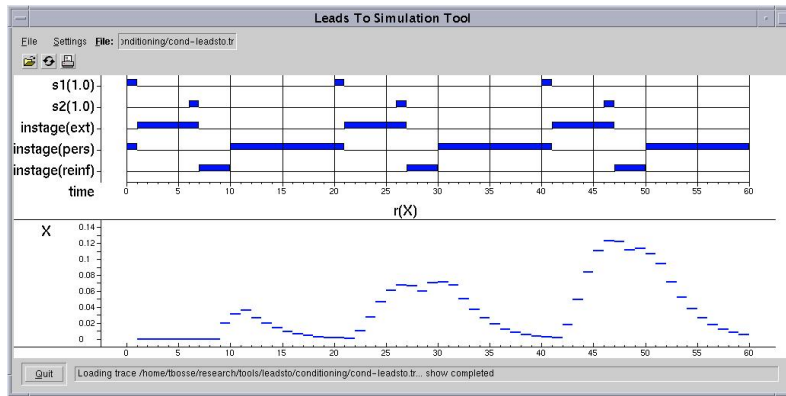 Leads To Simulation Tool
File Settings File: onditioning/cond-leadsto.tr
s1(1.0)
s2(1.0)
instage(ext)
instage(pers)
instage(reinf)
time
0 5 10 15 20 25 30 35 40 45 50 55 60
r(X)
X
0.14
0.12
0.1
0.08
0.06
0.04
0.02
0
0 5 10 15 20 25 30 35 40 45 50 55 60
Quit Loading trace /home/tbosse/research/tools/leadsto/conditioning/cond-leadsto.tr... show completed